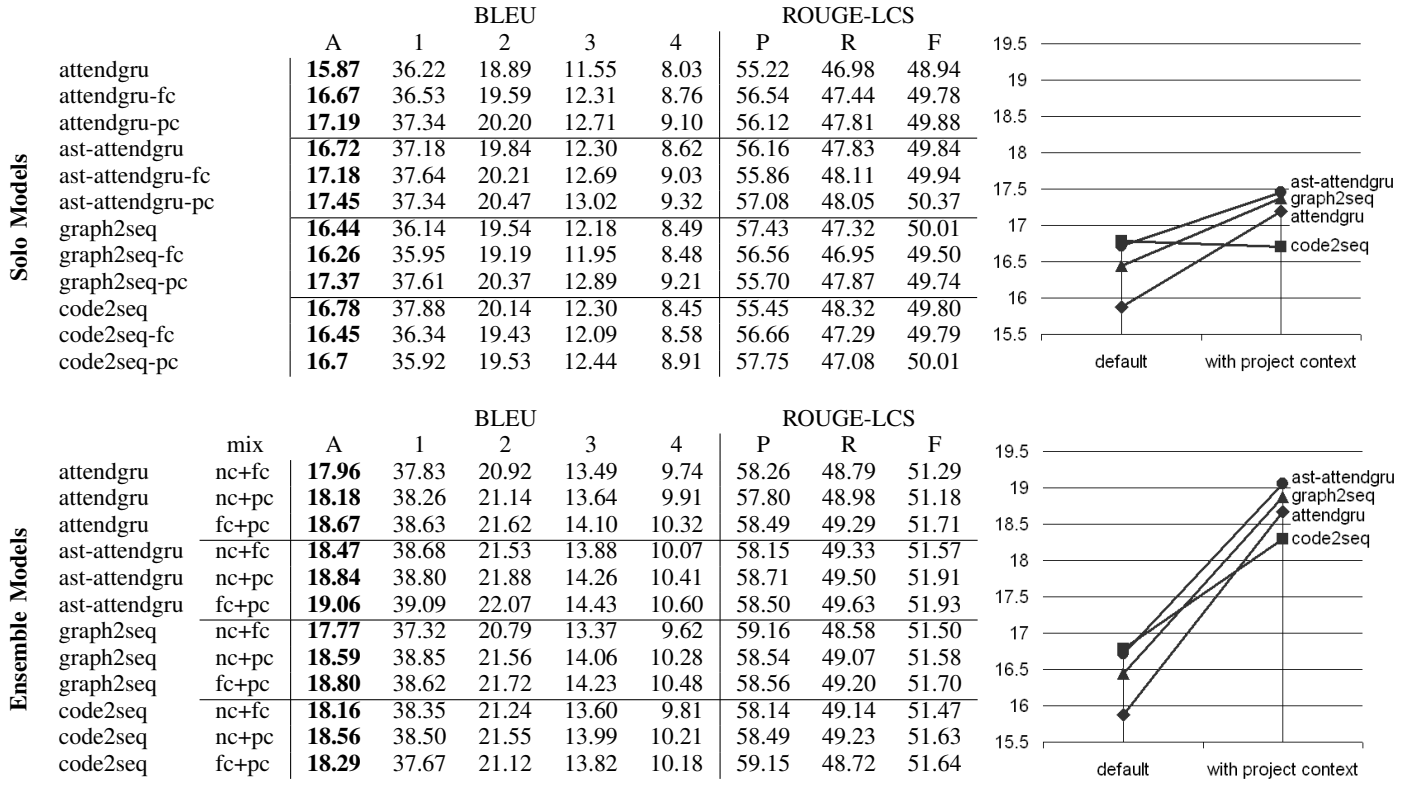 BLEU ROUGE-LCS
A 1 2 3 4 P R F
attendgru 15.87 36.22 18.89 11.55 8.03 55.22 46.98 48.94
attendgru-fc 16.67 36.53 19.59 12.31 8.76 56.54 47.44 49.78
attendgru-pc 17.19 37.34 20.20 12.71 9.10 56.12 47.81 49.88
ast-attendgru 16.72 37.18 19.84 12.30 8.62 56.16 47.83 49.84
ast-attendgru-fc 17.18 37.64 20.21 12.69 9.03 55.86 48.11 49.94
ast-attendgru-pc 17.45 37.34 20.47 13.02 9.32 57.08 48.05 50.37
graph2seq 16.44 36.14 19.54 12.18 8.49 57.43 47.32 50.01
graph2seq-fc 16.26 35.95 19.19 11.95 8.48 56.56 46.95 49.50
graph2seq-pc 17.37 37.61 20.37 12.89 9.21 55.70 47.87 49.74
code2seq 16.78 37.88 20.14 12.30 8.45 55.45 48.32 49.80
code2seq-fc 16.45 36.34 19.43 12.09 8.58 56.66 47.29 49.79
code2seq-pc 16.7 35.92 19.53 12.44 8.91 57.75 47.08 50.01
Solo Models
19.5
19
18.5
18
17.5
17
16.5
16
15.5
ast-attendgru
graph2seq
attendgru
code2seq
default with project context
BLEU ROUGE-LCS
mix A 1 2 3 4 P R F
attendgru nc+fc 17.96 37.83 20.92 13.49 9.74 58.26 48.79 51.29
attendgru nc+pc 18.18 38.26 21.14 13.64 9.91 57.80 48.98 51.18
attendgru fc+pc 18.67 38.63 21.62 14.10 10.32 58.49 49.29 51.71
ast-attendgru nc+fc 18.47 38.68 21.53 13.88 10.07 58.15 49.33 51.57
ast-attendgru nc+pc 18.84 38.80 21.88 14.26 10.41 58.71 49.50 51.91
ast-attendgru fc+pc 19.06 39.09 22.07 14.43 10.60 58.50 49.63 51.93
graph2seq nc+fc 17.77 37.32 20.79 13.37 9.62 59.16 48.58 51.50
graph2seq nc+pc 18.59 38.85 21.56 14.06 10.28 58.54 49.07 51.58
graph2seq fc+pc 18.80 38.62 21.72 14.23 10.48 58.56 49.20 51.70
code2seq nc+fc 18.16 38.35 21.24 13.60 9.81 58.14 49.14 51.47
code2seq nc+pc 18.56 38.50 21.55 13.99 10.21 58.49 49.23 51.63
code2seq fc+pc 18.29 37.67 21.12 13.82 10.18 59.15 48.72 51.64
Ensemble Models
19.5
19
18.5
18
17.5
17
16.5
16
15.5
ast-attendgru
graph2seq
attendgru
code2seq
default with project context